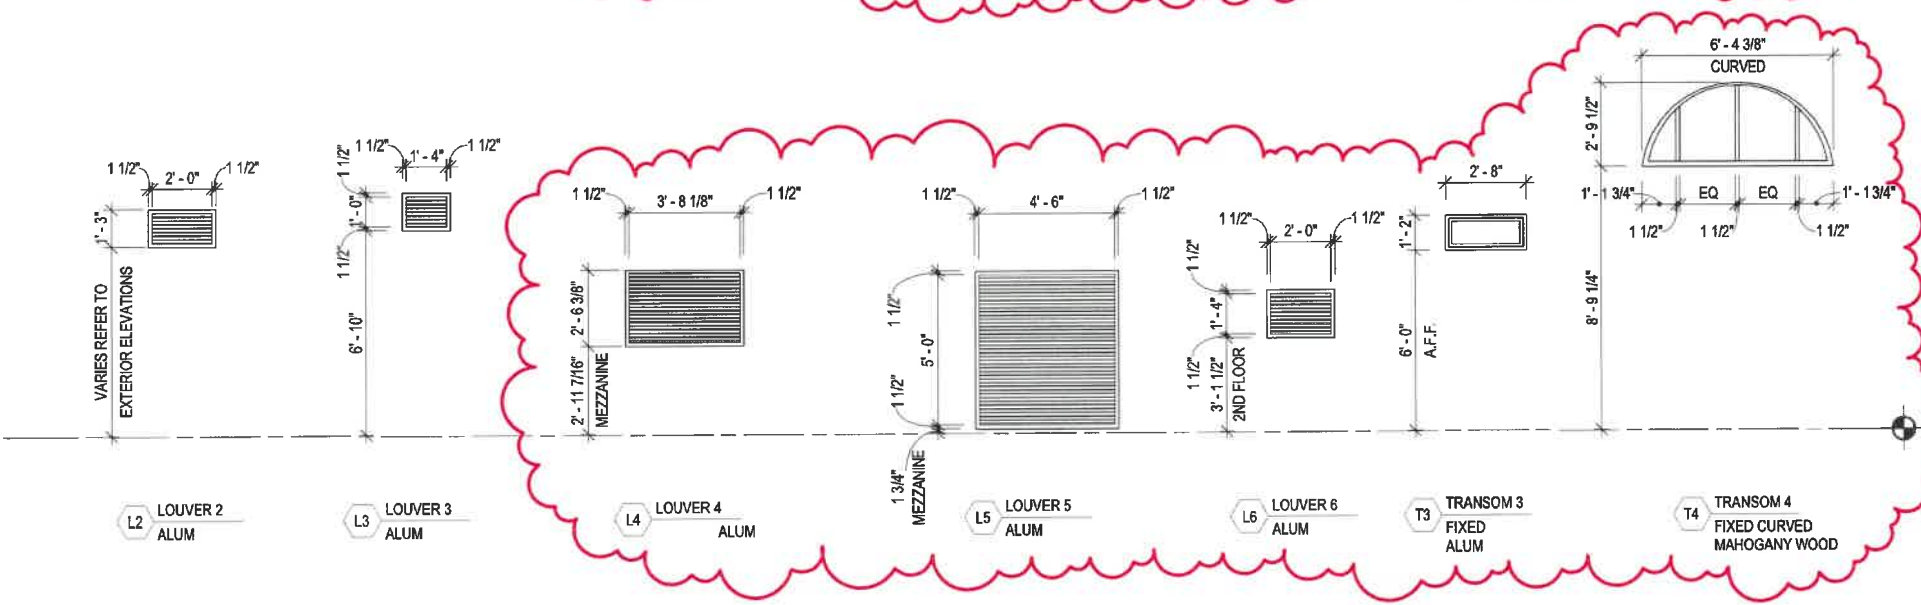 1 1/2"
2' - 0"
1 1/2"
1' - 3"
VARIES REFER TO
EXTERIOR ELEVATIONS
L2
LOUVER 2
ALUM
1 1/2"
1' - 4"
1 1/2"
1 1/2"
1' - 0"
1 1/2"
6' - 10"
L3
LOUVER 3
ALUM
1 1/2"
3' - 8 1/8"
1 1/2"
2' - 6 3/8"
2' - 11 7/16"
MEZZANINE
L4
LOUVER 4
ALUM
1 1/2"
4' - 6"
1 1/2"
1 1/2"
5' - 0"
1 1/2"
1 3/4"
MEZZANINE
L5
LOUVER 5
ALUM
1 1/2"
2' - 0"
1 1/2"
1 1/2"
1' - 4"
1 1/2"
3' - 1 1/2"
2ND FLOOR
L6
LOUVER 6
ALUM
2' - 8"
1' - 2"
6' - 0"
A.F.F.
T3
TRANSOM 3
FIXED
ALUM
6' - 4 3/8"
CURVED
2' - 9 1/2"
1' - 1 3/4"
EQ
EQ
1' - 1 3/4"
1 1/2"
1 1/2"
1 1/2"
8' - 9 1/4"
T4
TRANSOM 4
FIXED CURVED
MAHOGANY WOOD